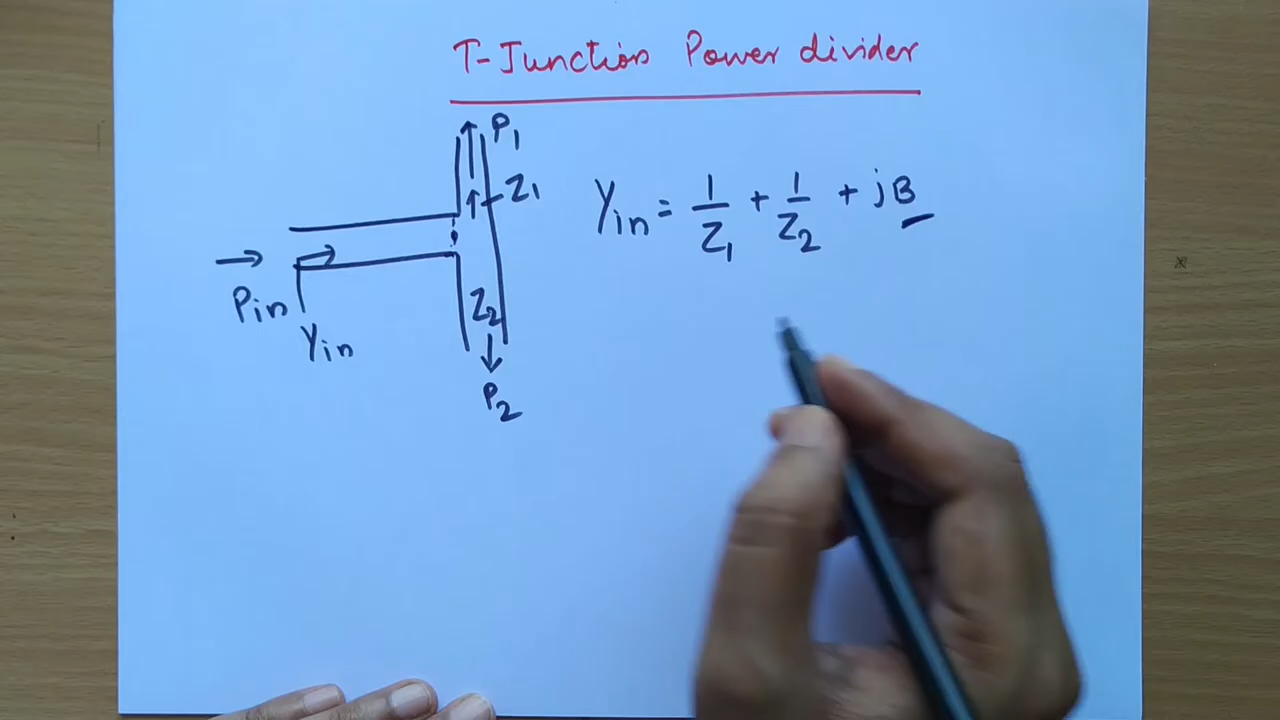 T-Junction Power divider
P1
Z1
Yin = 1/Z1 + 1/Z2 + jB
Pin
Z2
Yin
P2